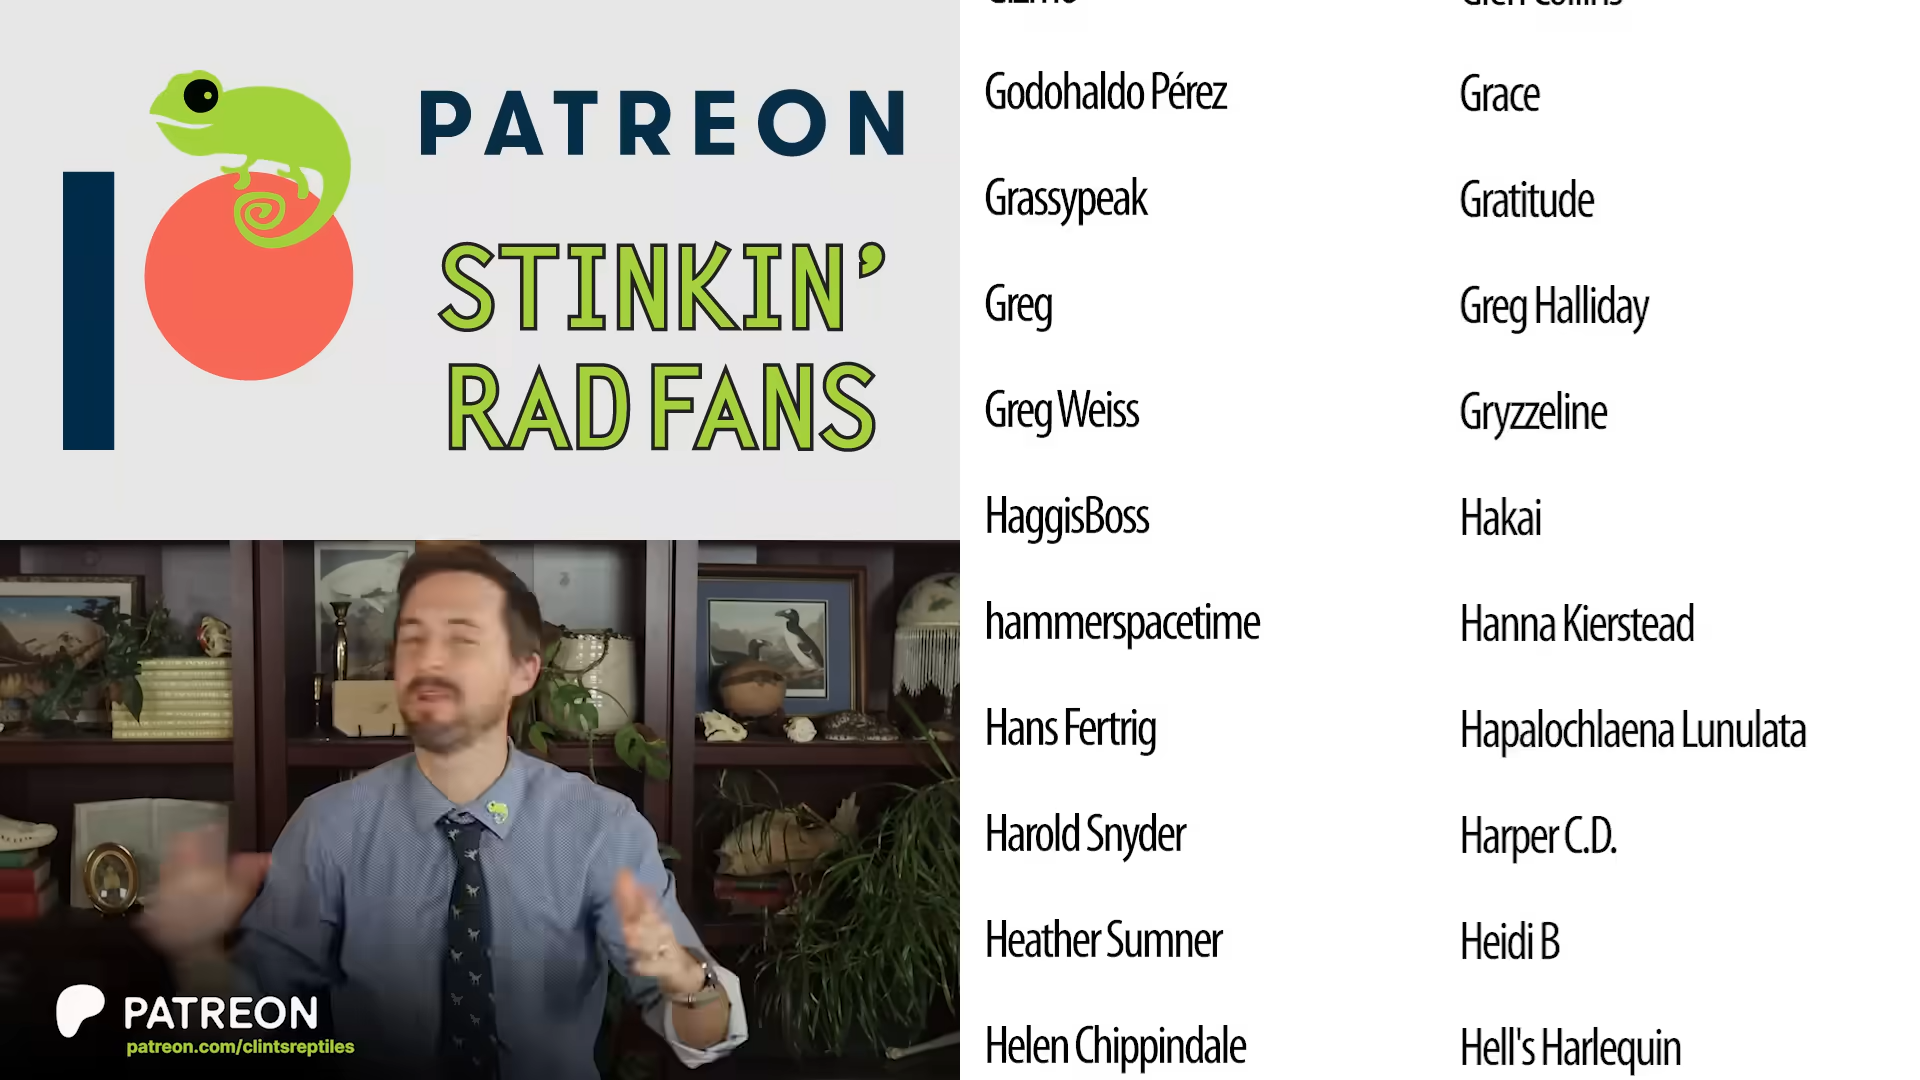 PATREON
STINKIN'
RAD FANS
PATREON
patreon.com/clintsreptiles
Godohaldo Pérez
Grace
Grassypeak
Gratitude
Greg
Greg Halliday
Greg Weiss
Gryzzeline
HaggisBoss
Hakai
hammerspacetime
Hanna Kierstead
Hans Fertrig
Hapalochlaena Lunulata
Harold Snyder
Harper C.D.
Heather Sumner
Heidi B
Helen Chippindale
Hell's Harlequin